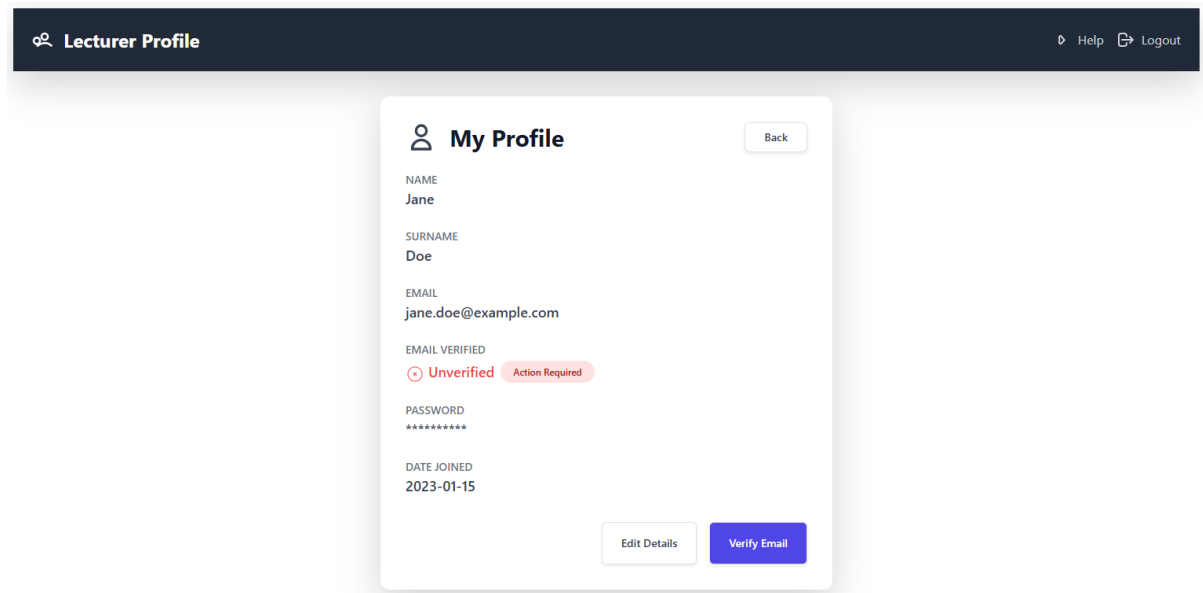 Lecturer Profile
Help
Logout
My Profile
Back
NAME
Jane
SURNAME
Doe
EMAIL
jane.doe@example.com
EMAIL VERIFIED
Unverified
Action Required
PASSWORD
**********
DATE JOINED
2023-01-15
Edit Details
Verify Email